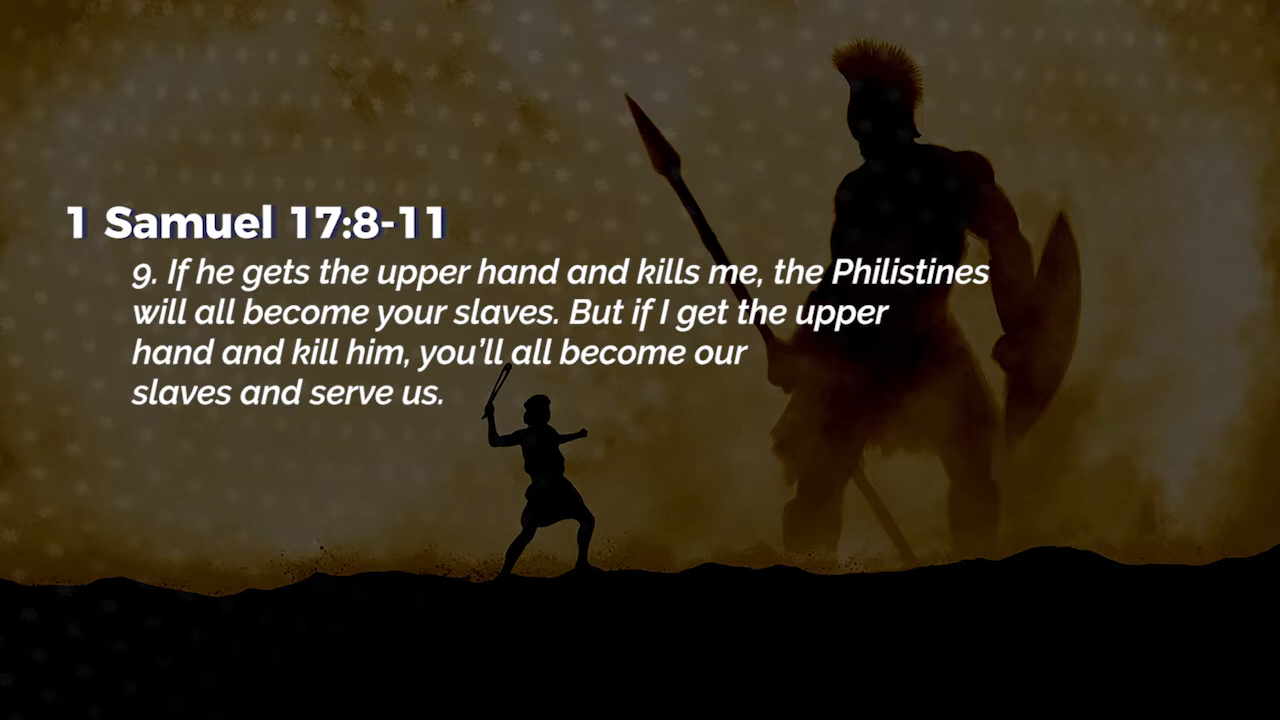 1 Samuel 17:8-11
9. If he gets the upper hand and kills me, the Philistines
will all become your slaves. But if I get the upper
hand and kill him, you’ll all become our
slaves and serve us.